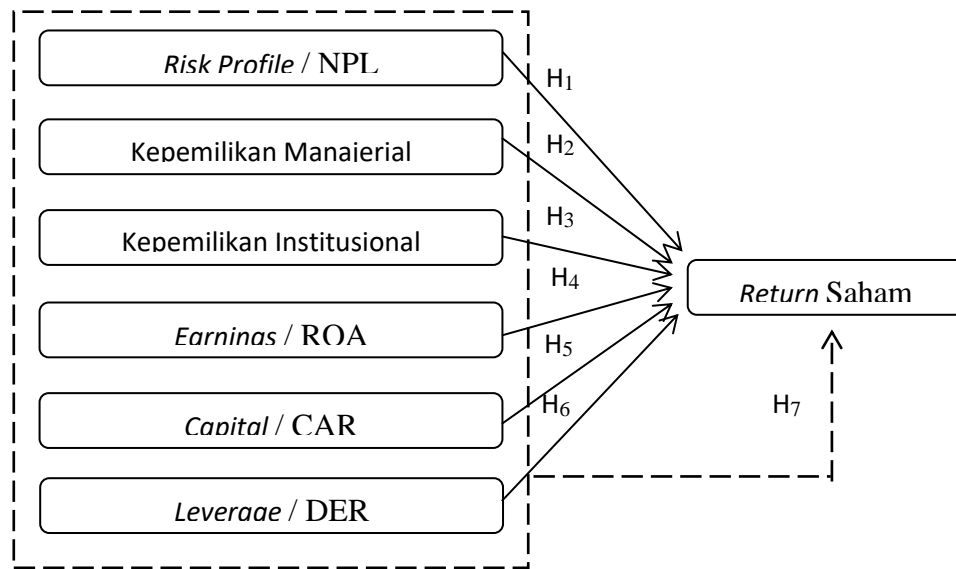 Risk Profile / NPL
H1
Kepemilikan Manajerial
H2
Kepemilikan Institusional
H3
Earnings / ROA
H4
Capital / CAR
H5
Leverage / DER
H6
Return Saham
H7